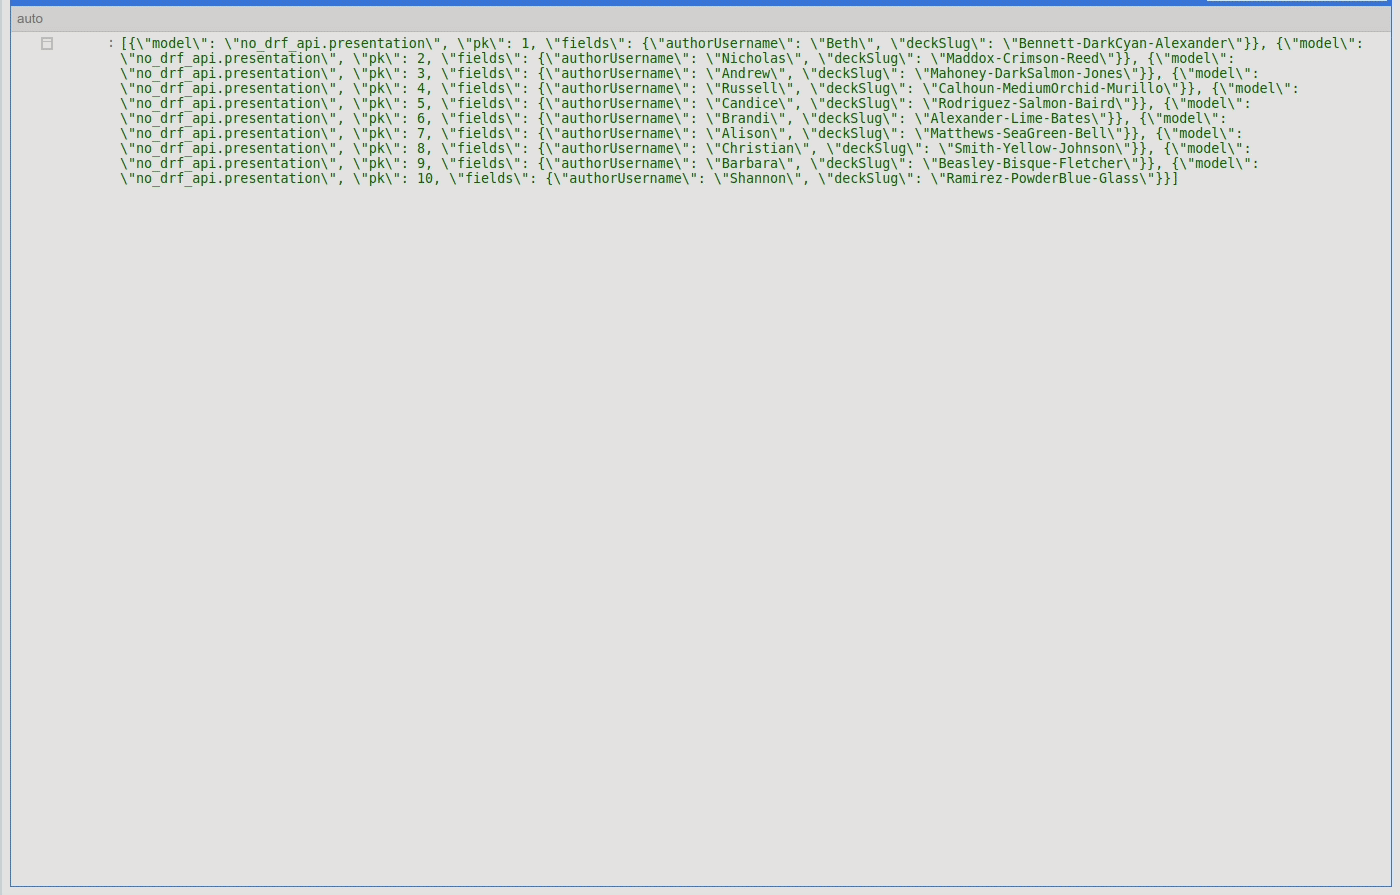 auto
: [{\"model\": \"no_drf_api.presentation\", \"pk\": 1, \"fields\": {\"authorUsername\": \"Beth\", \"deckSlug\": \"Bennett-DarkCyan-Alexander\"}}, {\"model\":
\"no_drf_api.presentation\", \"pk\": 2, \"fields\": {\"authorUsername\": \"Nicholas\", \"deckSlug\": \"Maddox-Crimson-Reed\"}}, {\"model\":
\"no_drf_api.presentation\", \"pk\": 3, \"fields\": {\"authorUsername\": \"Andrew\", \"deckSlug\": \"Mahoney-DarkSalmon-Jones\"}}, {\"model\":
\"no_drf_api.presentation\", \"pk\": 4, \"fields\": {\"authorUsername\": \"Russell\", \"deckSlug\": \"Calhoun-MediumOrchid-Murillo\"}}, {\"model\":
\"no_drf_api.presentation\", \"pk\": 5, \"fields\": {\"authorUsername\": \"Candice\", \"deckSlug\": \"Rodriguez-Salmon-Baird\"}}, {\"model\":
\"no_drf_api.presentation\", \"pk\": 6, \"fields\": {\"authorUsername\": \"Brandi\", \"deckSlug\": \"Alexander-Lime-Bates\"}}, {\"model\":
\"no_drf_api.presentation\", \"pk\": 7, \"fields\": {\"authorUsername\": \"Alison\", \"deckSlug\": \"Matthews-SeaGreen-Bell\"}}, {\"model\":
\"no_drf_api.presentation\", \"pk\": 8, \"fields\": {\"authorUsername\": \"Christian\", \"deckSlug\": \"Smith-Yellow-Johnson\"}}, {\"model\":
\"no_drf_api.presentation\", \"pk\": 9, \"fields\": {\"authorUsername\": \"Barbara\", \"deckSlug\": \"Beasley-Bisque-Fletcher\"}}, {\"model\":
\"no_drf_api.presentation\", \"pk\": 10, \"fields\": {\"authorUsername\": \"Shannon\", \"deckSlug\": \"Ramirez-PowderBlue-Glass\"}}]